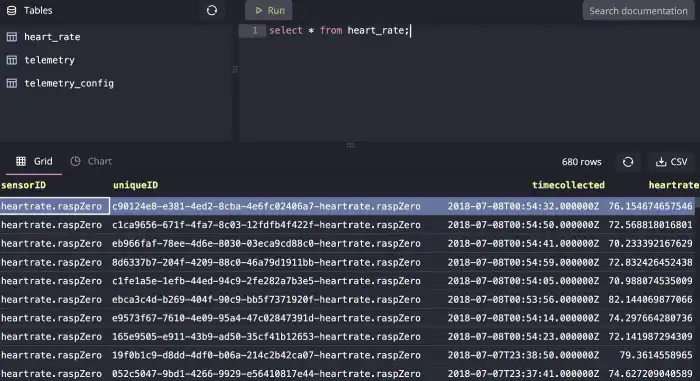 Tables
Run
Search documentation
heart_rate
telemetry
telemetry_config
1 select * from heart_rate;
Grid
Chart
680 rows
CSV
sensorID uniqueID timecollected heartrate
heartrate.raspZero c90124e8-e381-4ed2-8cba-4e6fc02406a7-heartrate.raspZero 2018-07-08T00:54:32.000000Z 76.154674657546
heartrate.raspZero c1ca9656-671f-4fa7-8c03-12fdfb4f422f-heartrate.raspZero 2018-07-08T00:54:50.000000Z 72.568818016801
heartrate.raspZero eb966faf-78ee-4d6e-8030-03eca9cd88c0-heartrate.raspZero 2018-07-08T00:54:41.000000Z 70.233392167629
heartrate.raspZero 8d6337b7-204f-4209-88c0-46a79d1911bb-heartrate.raspZero 2018-07-08T00:54:59.000000Z 72.832426452438
heartrate.raspZero c1fe1a5e-1efb-44ed-94c9-2fe282a7b3e5-heartrate.raspZero 2018-07-08T00:54:05.000000Z 70.988074535009
heartrate.raspZero ebca3c4d-b269-404f-90c9-bb5f7371920f-heartrate.raspZero 2018-07-08T00:53:56.000000Z 82.144069877066
heartrate.raspZero e9573f67-7610-4e09-95a4-47c02847391d-heartrate.raspZero 2018-07-08T00:54:14.000000Z 74.297664280736
heartrate.raspZero 165e9505-e911-43b9-ad50-35cf41b12653-heartrate.raspZero 2018-07-08T00:54:23.000000Z 72.141987294309
heartrate.raspZero 19f0b1c9-d8dd-4df0-b06a-214c2b42ca07-heartrate.raspZero 2018-07-07T23:38:50.000000Z 79.3614558965
heartrate.raspZero 052c5047-9bd1-4266-9929-e56410817e44-heartrate.raspZero 2018-07-07T23:37:41.000000Z 74.627209040589